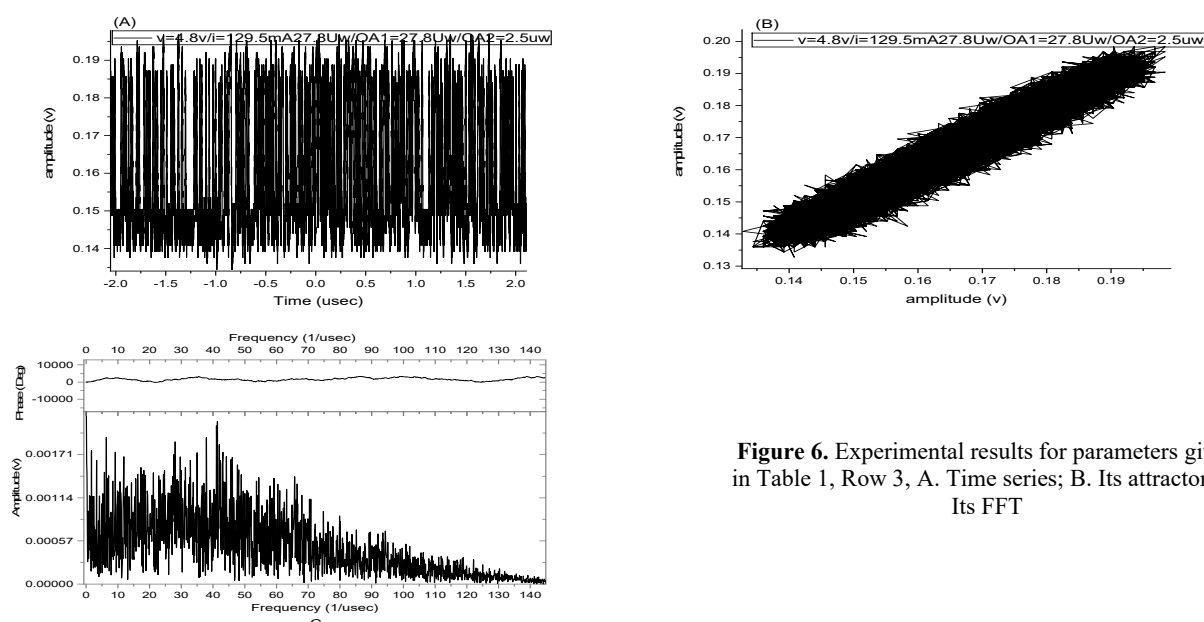 (A)
v=4.8v/i=129.5mA27.8Uw/OA1=27.8Uw/OA2=2.5uw
amplitude(v)
0.19
0.18
0.17
0.16
0.15
0.14
-2.0 -1.5 -1.0 -0.5 0.0 0.5 1.0 1.5 2.0
Time (usec)
(B)
v=4.8v/i=129.5mA27.8Uw/OA1=27.8Uw/OA2=2.5uw
amplitude(v)
0.20
0.19
0.18
0.17
0.16
0.15
0.14
0.13
0.14 0.15 0.16 0.17 0.18 0.19
amplitude (v)
Frequency (1/usec)
0 10 20 30 40 50 60 70 80 90 100 110 120 130 140
Phase(Deg)
10000
0
-10000
Amplitude(v)
0.00171
0.00114
0.00057
0.00000
0 10 20 30 40 50 60 70 80 90 100 110 120 130 140
Frequency (1/usec)
Figure 6. Experimental results for parameters
in Table 1, Row 3, A. Time series; B. Its attractor
Its FFT